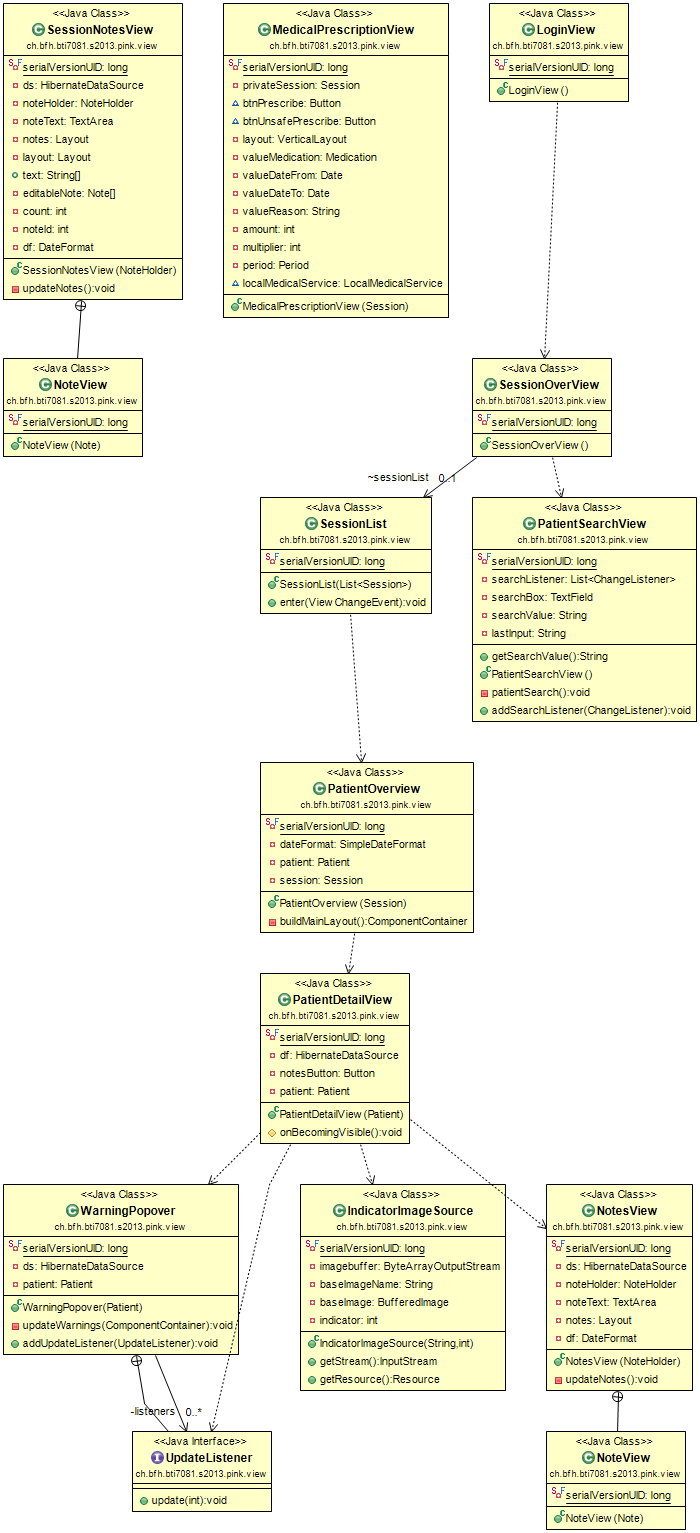 <<Java Class>>
SessionNotesView
ch.bfh.bti7081.s2013.pink.view
serialVersionUID: long
ds: HibernateDataSource
noteHolder: NoteHolder
noteText: TextArea
notes: Layout
layout: Layout
text: String[]
editableNote: Note[]
count: int
noteId: int
df: DateFormat
SessionNotesView (NoteHolder)
updateNotes():void
<<Java Class>>
MedicalPrescriptionView
ch.bfh.bti7081.s2013.pink.view
serialVersionUID: long
privateSession: Session
btnPrescribe: Button
btnUnsafePrescribe: Button
layout: VerticalLayout
valueMedication: Medication
valueDateFrom: Date
valueDateTo: Date
valueReason: String
amount: int
multiplier: int
period: Period
localMedicalService: LocalMedicalService
MedicalPrescriptionView (Session)
<<Java Class>>
LoginView
ch.bfh.bti7081.s2013.pink.view
serialVersionUID: long
LoginView ()
<<Java Class>>
NoteView
ch.bfh.bti7081.s2013.pink.view
serialVersionUID: long
NoteView (Note)
<<Java Class>>
SessionOverView
ch.bfh.bti7081.s2013.pink.view
serialVersionUID: long
SessionOverView ()
~sessionList 0..1
<<Java Class>>
SessionList
ch.bfh.bti7081.s2013.pink.view
serialVersionUID: long
SessionList(List<Session>)
enter(View ChangeEvent):void
<<Java Class>>
PatientSearchView
ch.bfh.bti7081.s2013.pink.view
serialVersionUID: long
searchListener: List<ChangeListener>
searchBox: TextField
searchValue: String
lastInput: String
getSearchValue():String
PatientSearchView ()
patientSearch():void
addSearchListener(ChangeListener):void
<<Java Class>>
PatientOverview
ch.bfh.bti7081.s2013.pink.view
serialVersionUID: long
dateFormat: SimpleDateFormat
patient: Patient
session: Session
PatientOverview (Session)
buildMainLayout():ComponentContainer
<<Java Class>>
PatientDetailView
ch.bfh.bti7081.s2013.pink.view
serialVersionUID: long
df: HibernateDataSource
notesButton: Button
patient: Patient
PatientDetailView (Patient)
onBecomingVisible():void
<<Java Class>>
WarningPopover
ch.bfh.bti7081.s2013.pink.view
serialVersionUID: long
ds: HibernateDataSource
patient: Patient
WarningPopover(Patient)
updateWarnings(ComponentContainer):void
addUpdateListener(UpdateListener):void
<<Java Class>>
IndicatorImageSource
ch.bfh.bti7081.s2013.pink.view
serialVersionUID: long
imagebuffer: ByteArrayOutputStream
baseImageName: String
baseImage: BufferedImage
indicator: int
IndicatorImageSource(String,int)
getStream():InputStream
getResource():Resource
<<Java Class>>
NotesView
ch.bfh.bti7081.s2013.pink.view
serialVersionUID: long
ds: HibernateDataSource
noteHolder: NoteHolder
noteText: TextArea
notes: Layout
df: DateFormat
NotesView (NoteHolder)
updateNotes():void
-listeners 0..*
<<Java Interface>>
UpdateListener
ch.bfh.bti7081.s2013.pink.view
update(int):void
<<Java Class>>
NoteView
ch.bfh.bti7081.s2013.pink.view
serialVersionUID: long
NoteView (Note)